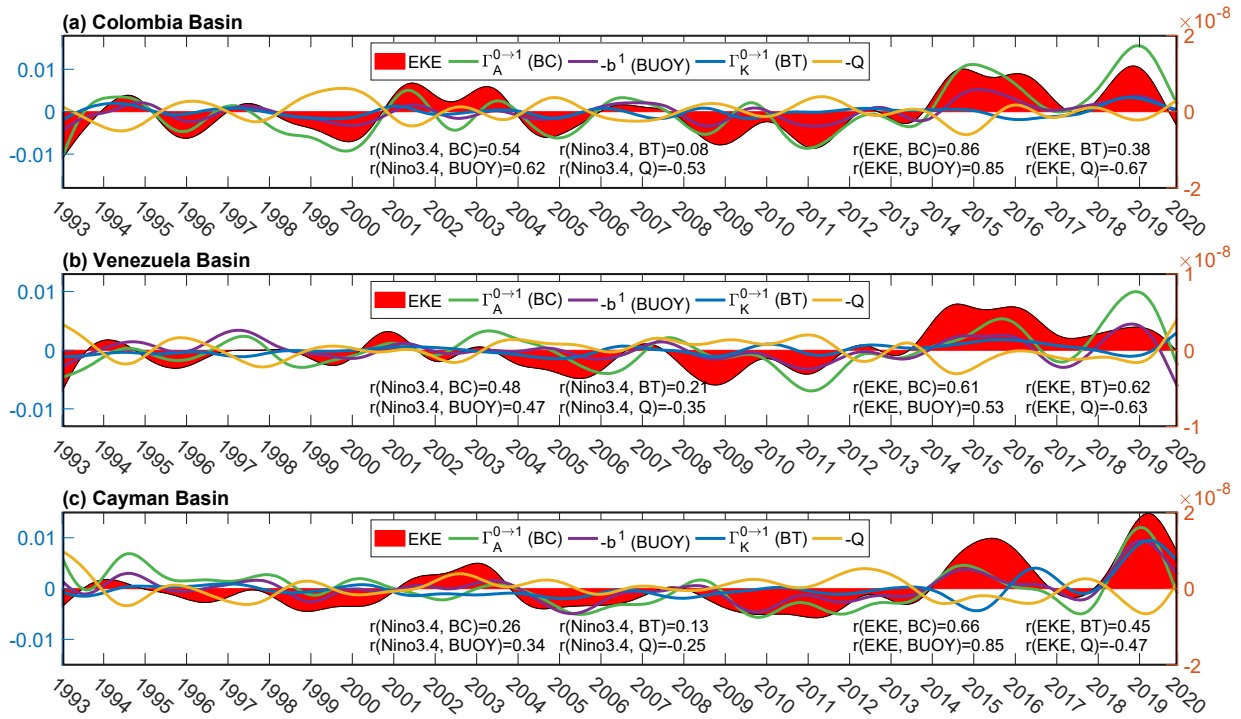 (a) Colombia Basin
×10⁻⁸
EKE Γ_A^{0→1} (BC) -b¹ (BUOY) Γ_K^{0→1} (BT) -Q
0.01
0
-0.01
2
0
-2
r(Nino3.4, BC)=0.54 r(Nino3.4, BT)=0.08 r(EKE, BC)=0.86 r(EKE, BT)=0.38
r(Nino3.4, BUOY)=0.62 r(Nino3.4, Q)=-0.53 r(EKE, BUOY)=0.85 r(EKE, Q)=-0.67
1993 1994 1995 1996 1997 1998 1999 2000 2001 2002 2003 2004 2005 2006 2007 2008 2009 2010 2011 2012 2013 2014 2015 2016 2017 2018 2019 2020
(b) Venezuela Basin
×10⁻⁸
EKE Γ_A^{0→1} (BC) -b¹ (BUOY) Γ_K^{0→1} (BT) -Q
0.01
0
-0.01
1
0
-1
r(Nino3.4, BC)=0.48 r(Nino3.4, BT)=0.21 r(EKE, BC)=0.61 r(EKE, BT)=0.62
r(Nino3.4, BUOY)=0.47 r(Nino3.4, Q)=-0.35 r(EKE, BUOY)=0.53 r(EKE, Q)=-0.63
1993 1994 1995 1996 1997 1998 1999 2000 2001 2002 2003 2004 2005 2006 2007 2008 2009 2010 2011 2012 2013 2014 2015 2016 2017 2018 2019 2020
(c) Cayman Basin
×10⁻⁸
EKE Γ_A^{0→1} (BC) -b¹ (BUOY) Γ_K^{0→1} (BT) -Q
0.01
0
-0.01
2
0
-2
r(Nino3.4, BC)=0.26 r(Nino3.4, BT)=0.13 r(EKE, BC)=0.66 r(EKE, BT)=0.45
r(Nino3.4, BUOY)=0.34 r(Nino3.4, Q)=-0.25 r(EKE, BUOY)=0.85 r(EKE, Q)=-0.47
1993 1994 1995 1996 1997 1998 1999 2000 2001 2002 2003 2004 2005 2006 2007 2008 2009 2010 2011 2012 2013 2014 2015 2016 2017 2018 2019 2020